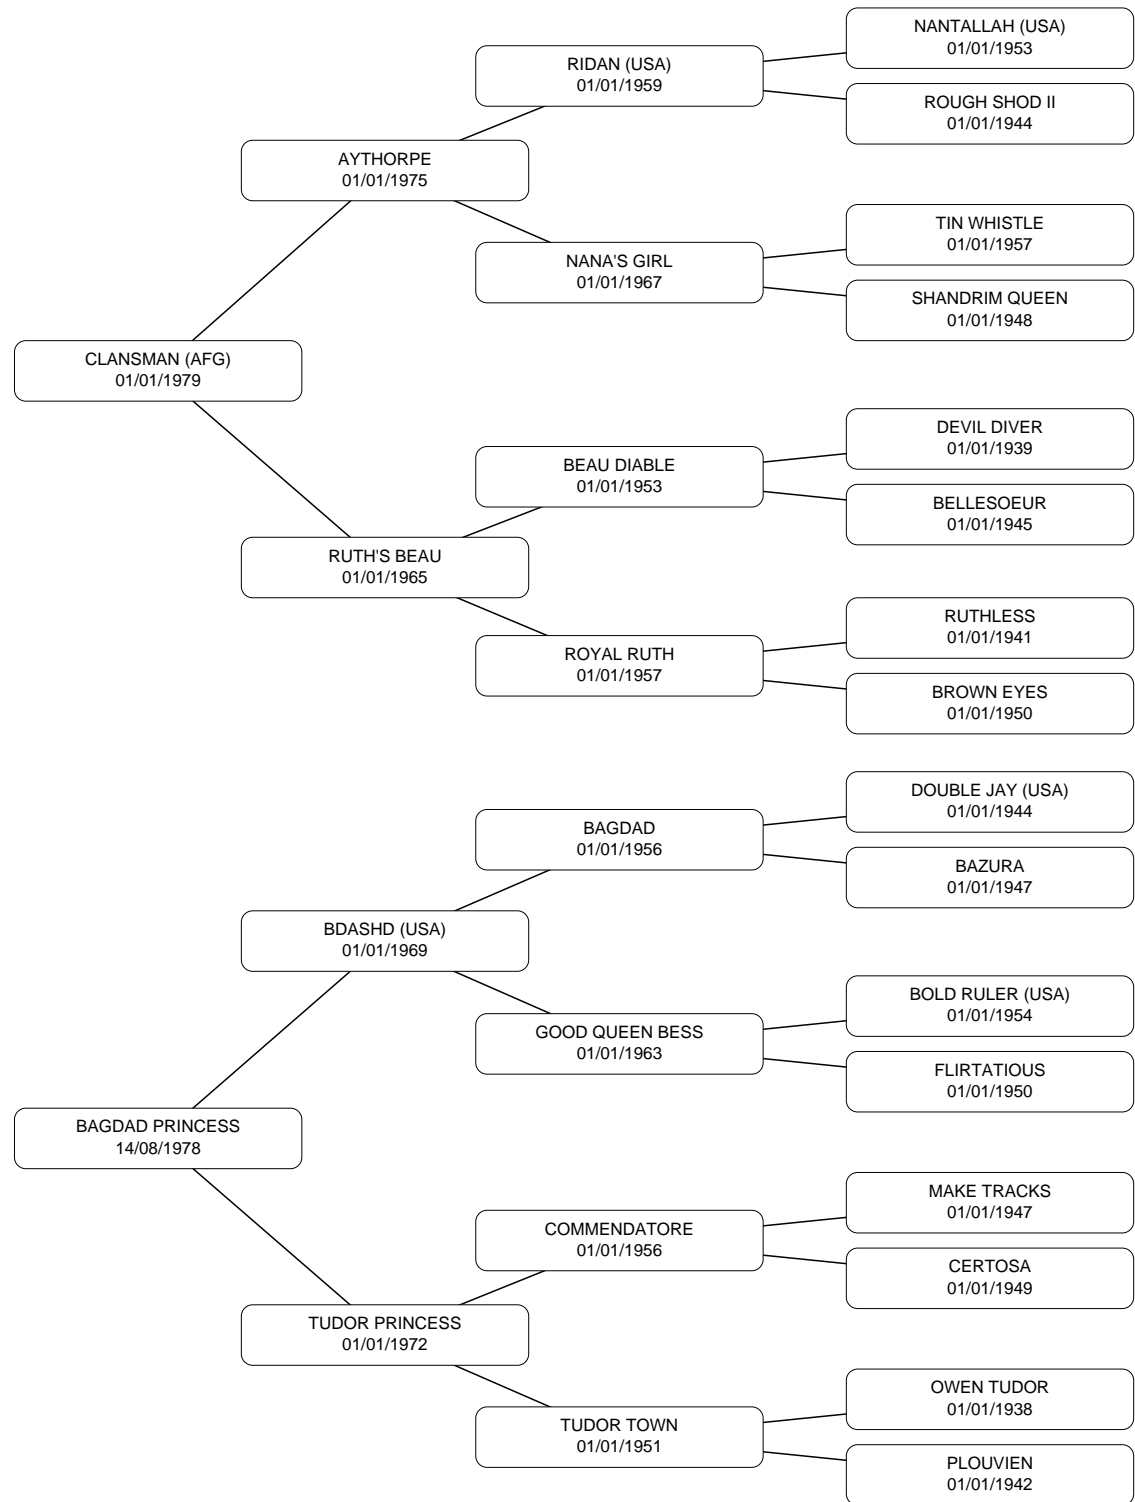 NANTALLAH (USA)
01/01/1953
RIDAN (USA)
01/01/1959
ROUGH SHOD II
01/01/1944
AYTHORPE
01/01/1975
TIN WHISTLE
01/01/1957
NANA'S GIRL
01/01/1967
SHANDRIM QUEEN
01/01/1948
CLANSMAN (AFG)
01/01/1979
DEVIL DIVER
01/01/1939
BEAU DIABLE
01/01/1953
BELLESOEUR
01/01/1945
RUTH'S BEAU
01/01/1965
RUTHLESS
01/01/1941
ROYAL RUTH
01/01/1957
BROWN EYES
01/01/1950
DOUBLE JAY (USA)
01/01/1944
BAGDAD
01/01/1956
BAZURA
01/01/1947
BDASHD (USA)
01/01/1969
BOLD RULER (USA)
01/01/1954
GOOD QUEEN BESS
01/01/1963
FLIRTATIOUS
01/01/1950
BAGDAD PRINCESS
14/08/1978
MAKE TRACKS
01/01/1947
COMMENDATORE
01/01/1956
CERTOSA
01/01/1949
TUDOR PRINCESS
01/01/1972
OWEN TUDOR
01/01/1938
TUDOR TOWN
01/01/1951
PLOUVIEN
01/01/1942